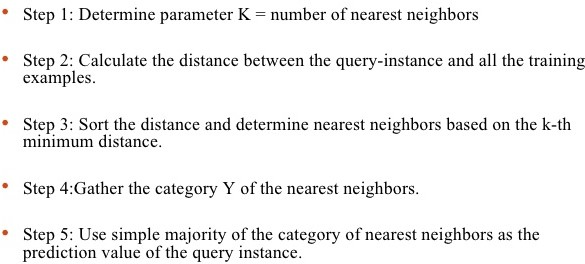 • Step 1: Determine parameter K = number of nearest neighbors
• Step 2: Calculate the distance between the query-instance and all the training
examples.
• Step 3: Sort the distance and determine nearest neighbors based on the k-th
minimum distance.
• Step 4:Gather the category Y of the nearest neighbors.
• Step 5: Use simple majority of the category of nearest neighbors as the
prediction value of the query instance.